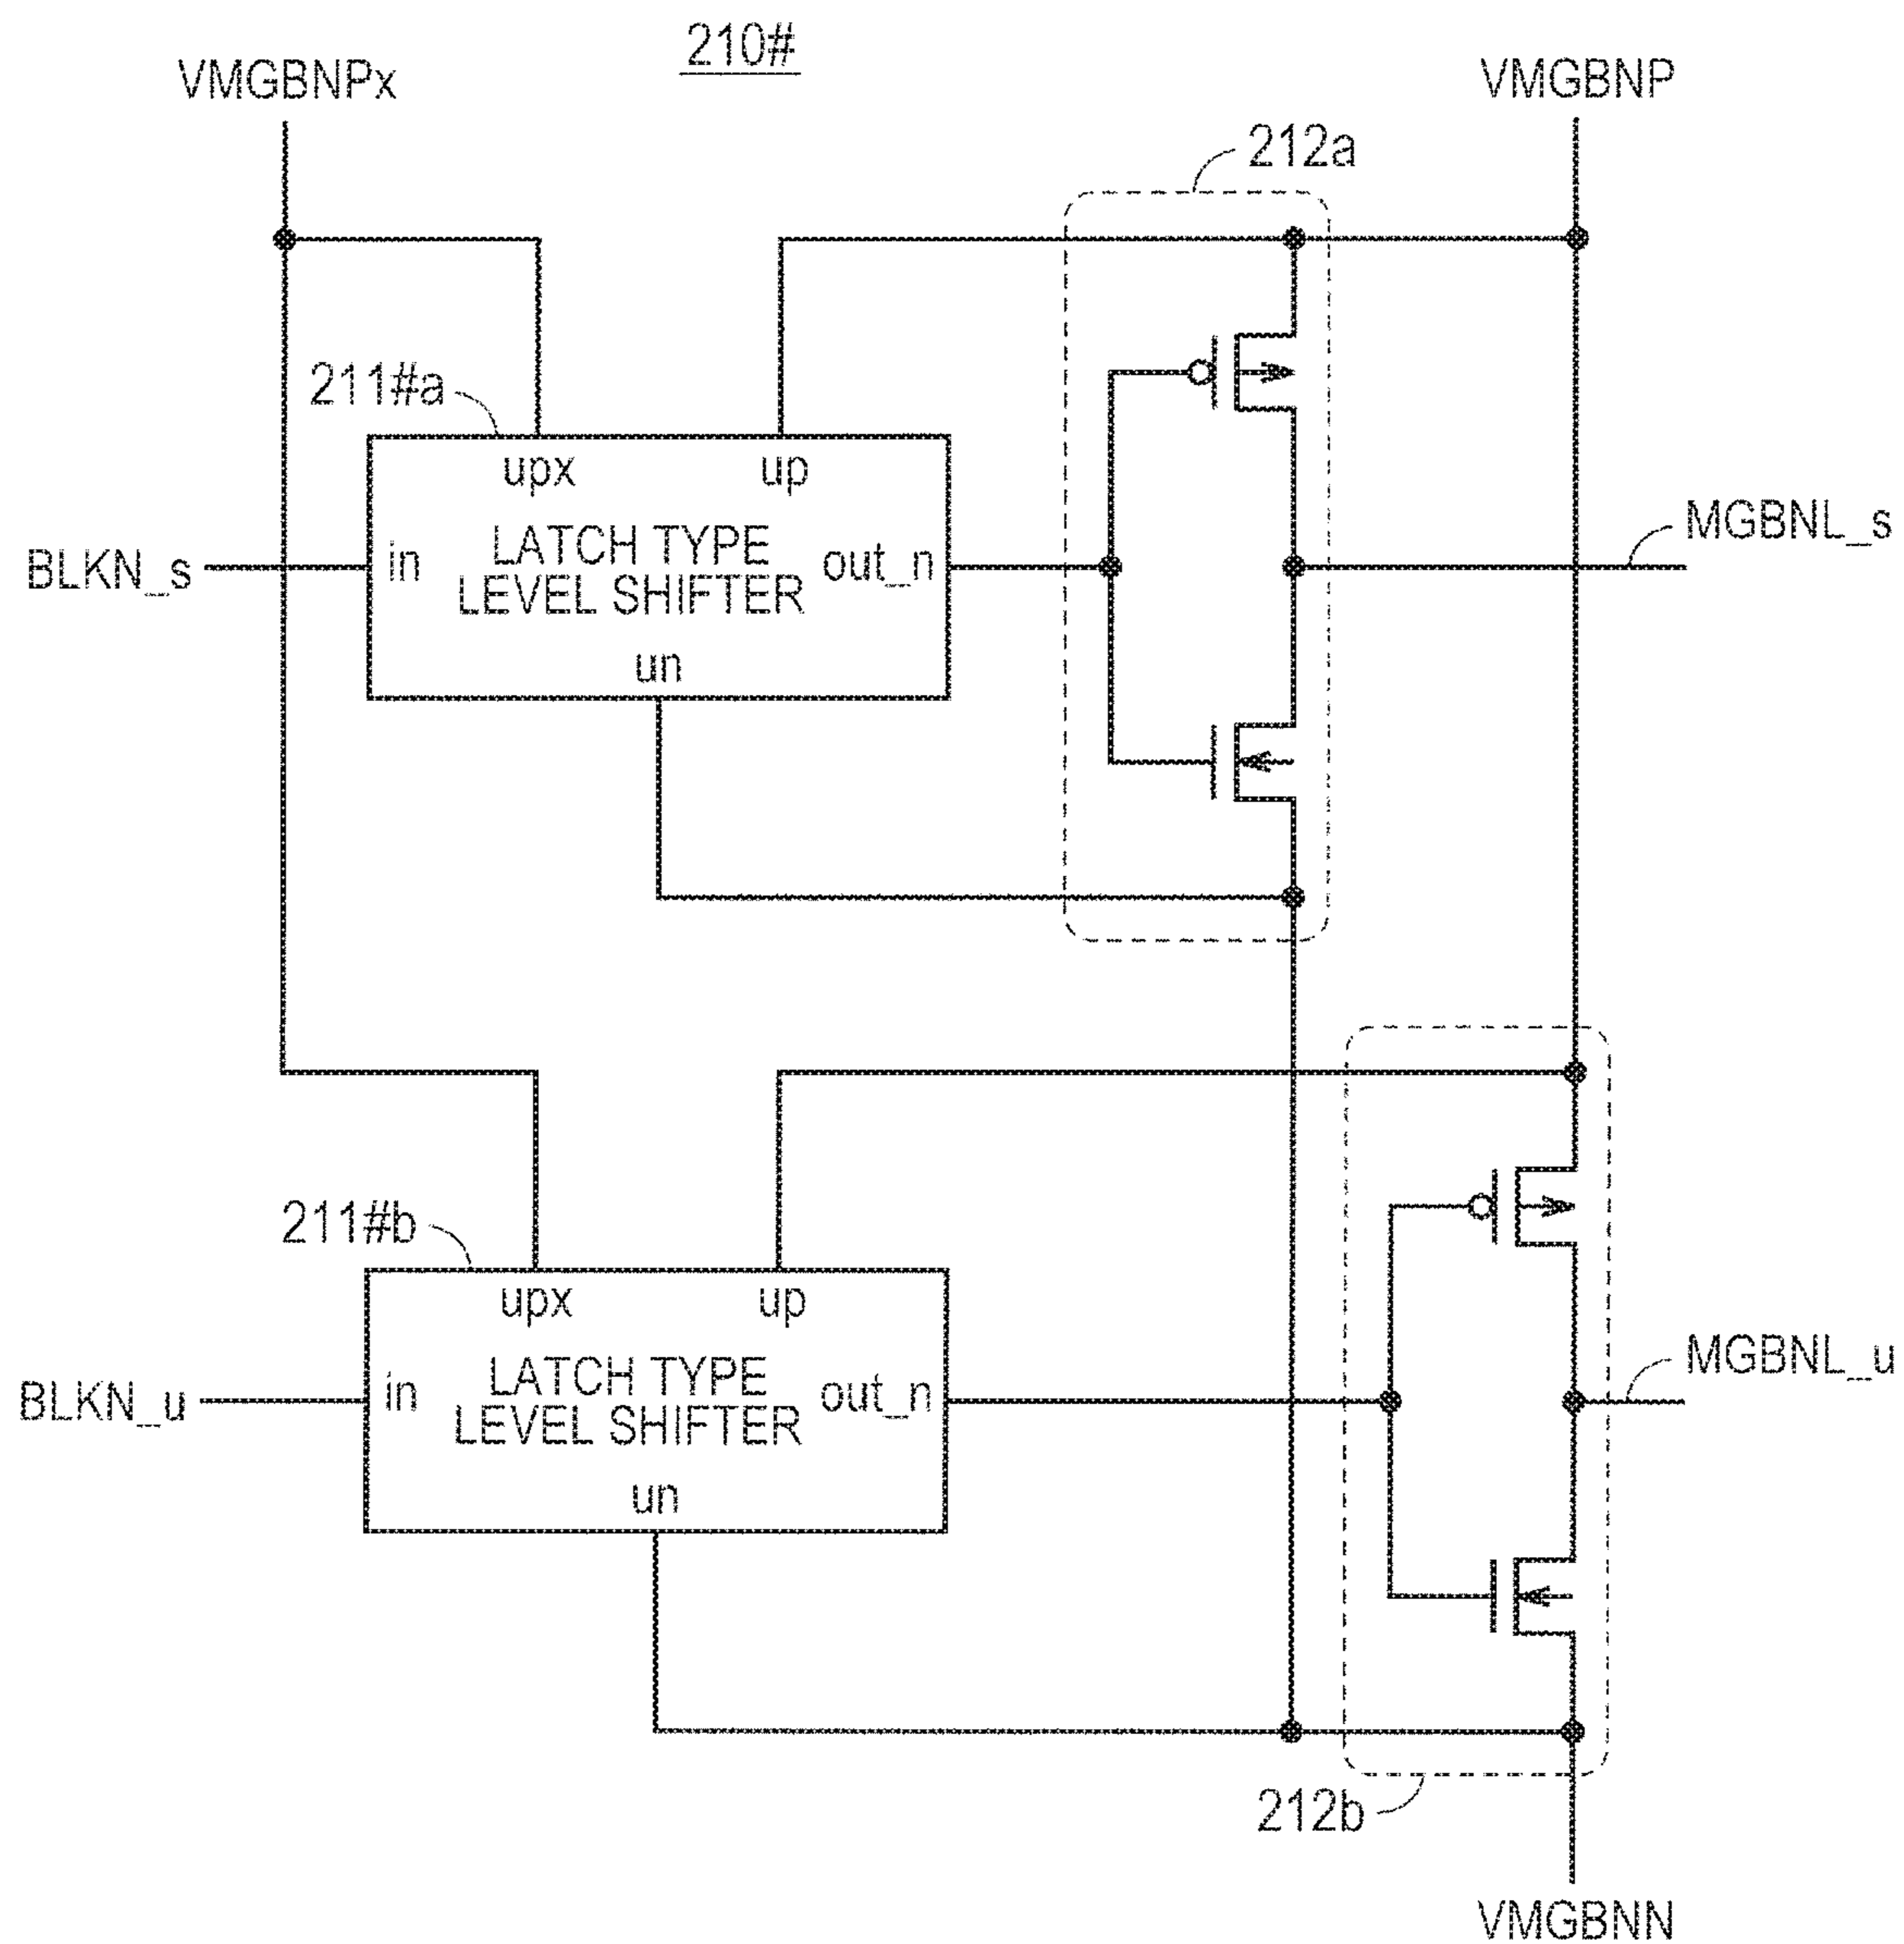 210#
VMGBNPx
VMGBNP
212a
211#a
upx
up
BLKN_s
in
LATCH TYPE
LEVEL SHIFTER
out_n
un
MGBNL_s
211#b
upx
up
BLKN_u
in
LATCH TYPE
LEVEL SHIFTER
out_n
un
MGBNL_u
212b
VMGBNN